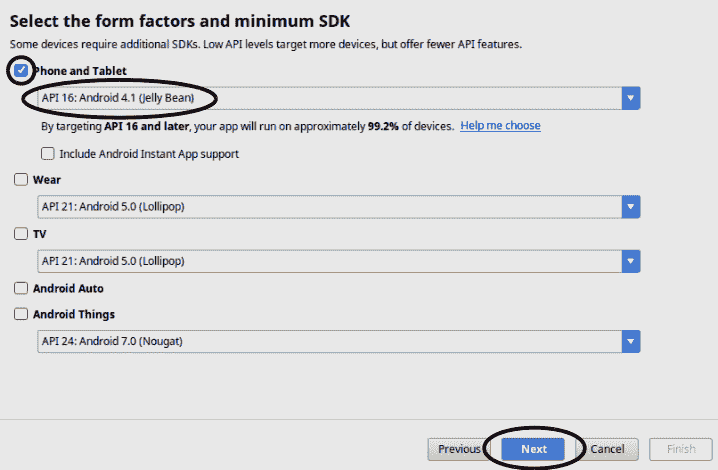 Select the form factors and minimum SDK
Some devices require additional SDKs. Low API levels target more devices, but offer fewer API features.
Phone and Tablet
API 16: Android 4.1 (Jelly Bean)
By targeting API 16 and later, your app will run on approximately 99.2% of devices. Help me choose
Include Android Instant App support
Wear
API 21: Android 5.0 (Lollipop)
TV
API 21: Android 5.0 (Lollipop)
Android Auto
Android Things
API 24: Android 7.0 (Nougat)
Previous Next Cancel Finish